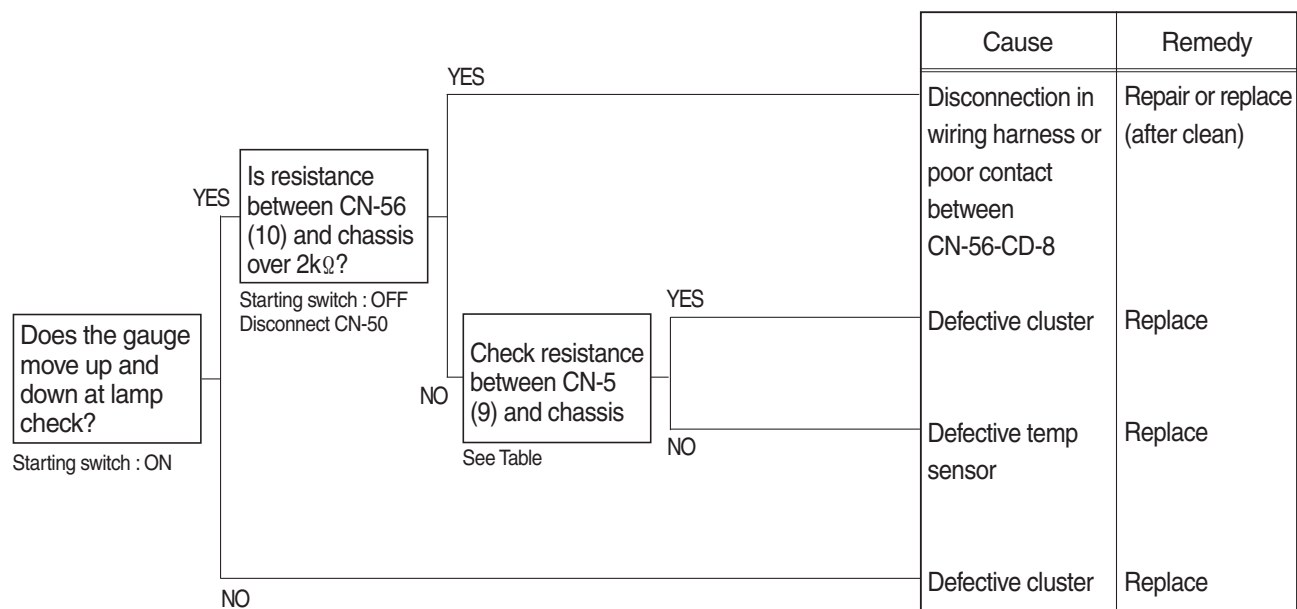 Cause
Remedy
YES
Disconnection in
wiring harness or
poor contact
between
CN-56-CD-8
Repair or replace
(after clean)
YES
Is resistance
between CN-56
(10) and chassis
over 2kΩ?
Starting switch : OFF
Disconnect CN-50
YES
Defective cluster
Replace
Does the gauge
move up and
down at lamp
check?
Starting switch : ON
NO
Check resistance
between CN-5
(9) and chassis
See Table
NO
Defective temp
sensor
Replace
NO
Defective cluster
Replace